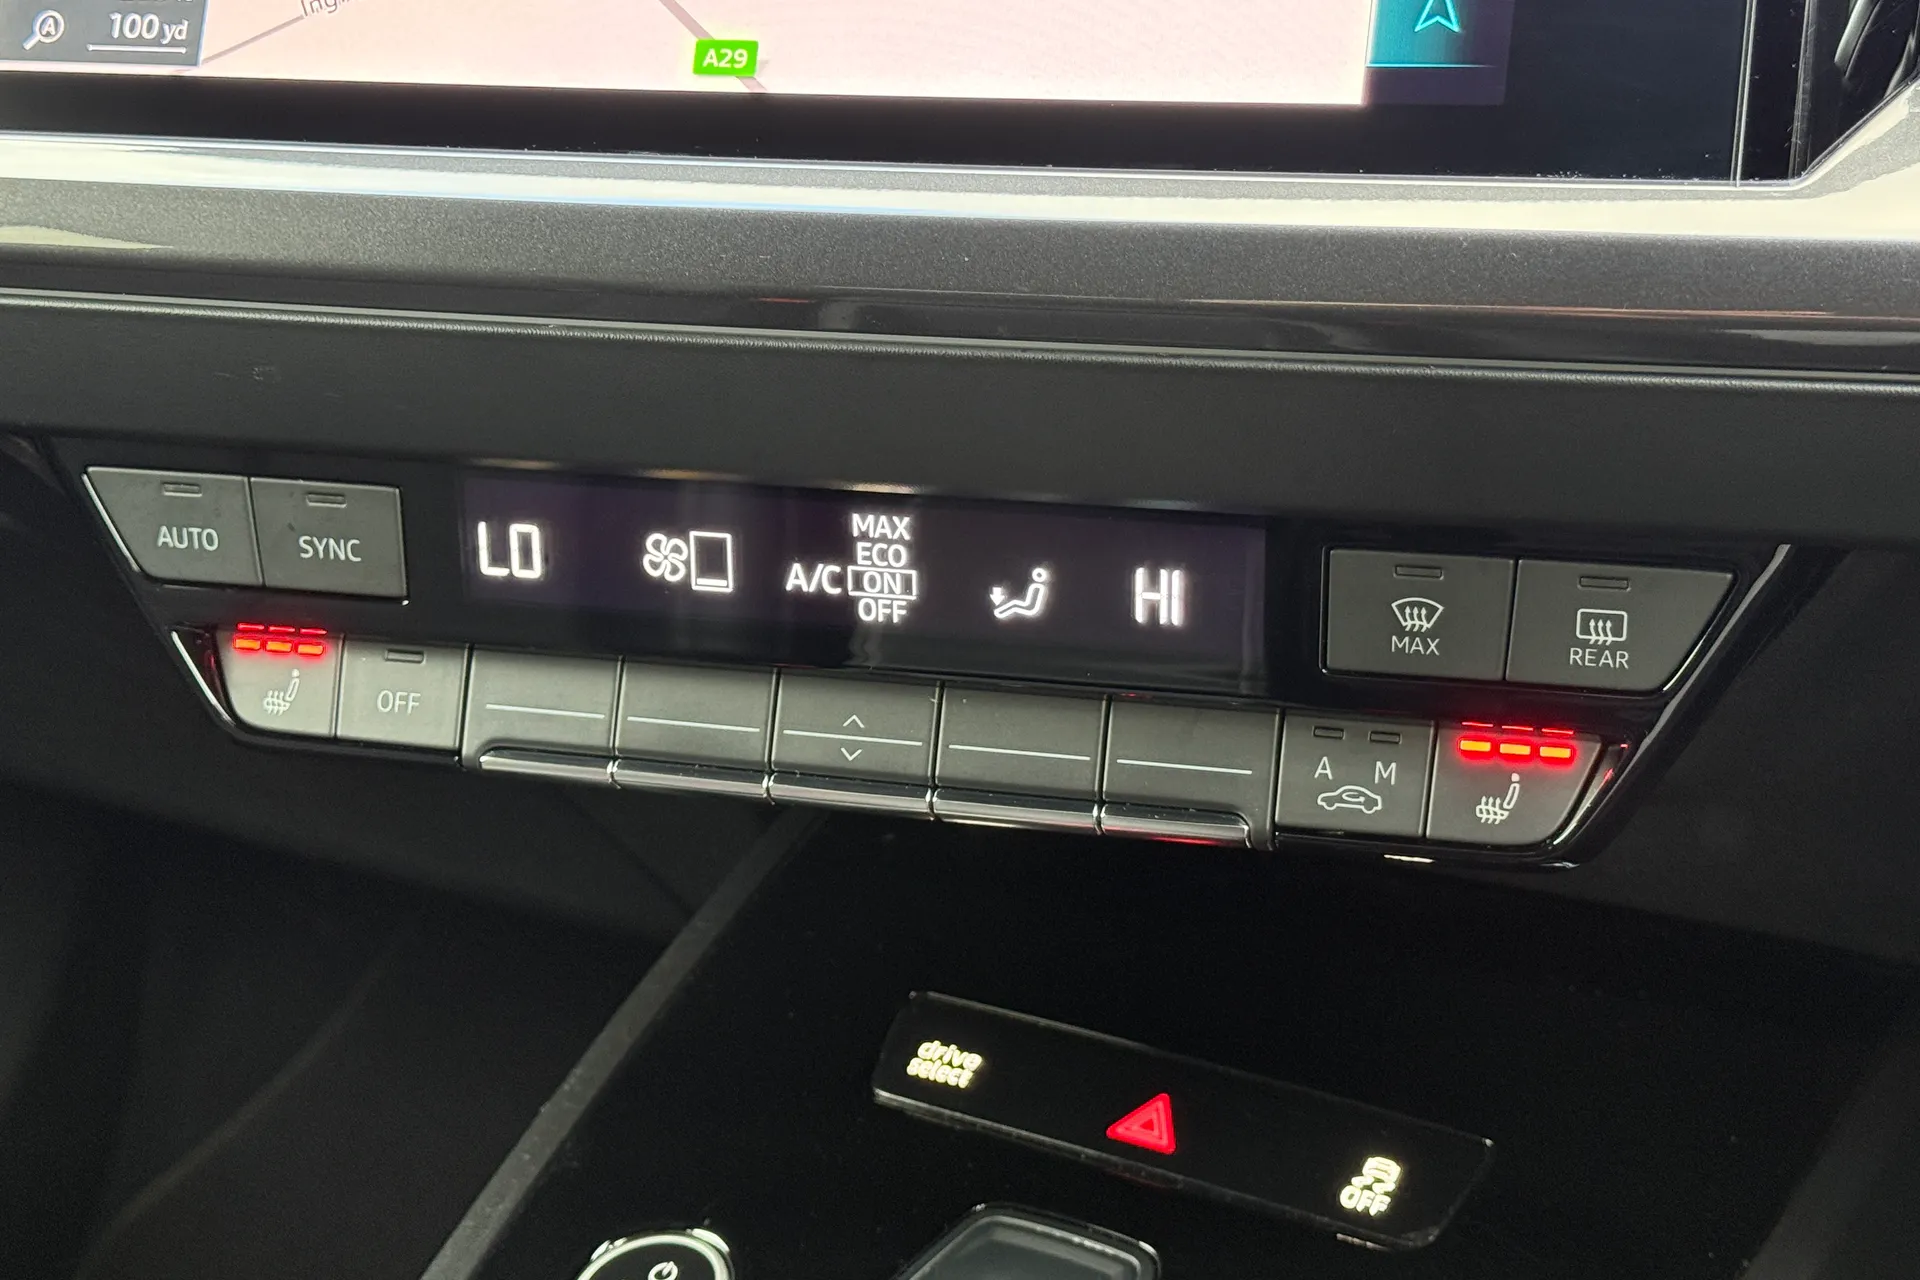 100 yd
A29
AUTO
SYNC
LO
A/C
MAX
ECO
ON
OFF
HI
MAX
REAR
OFF
A M
drive
select
OFF